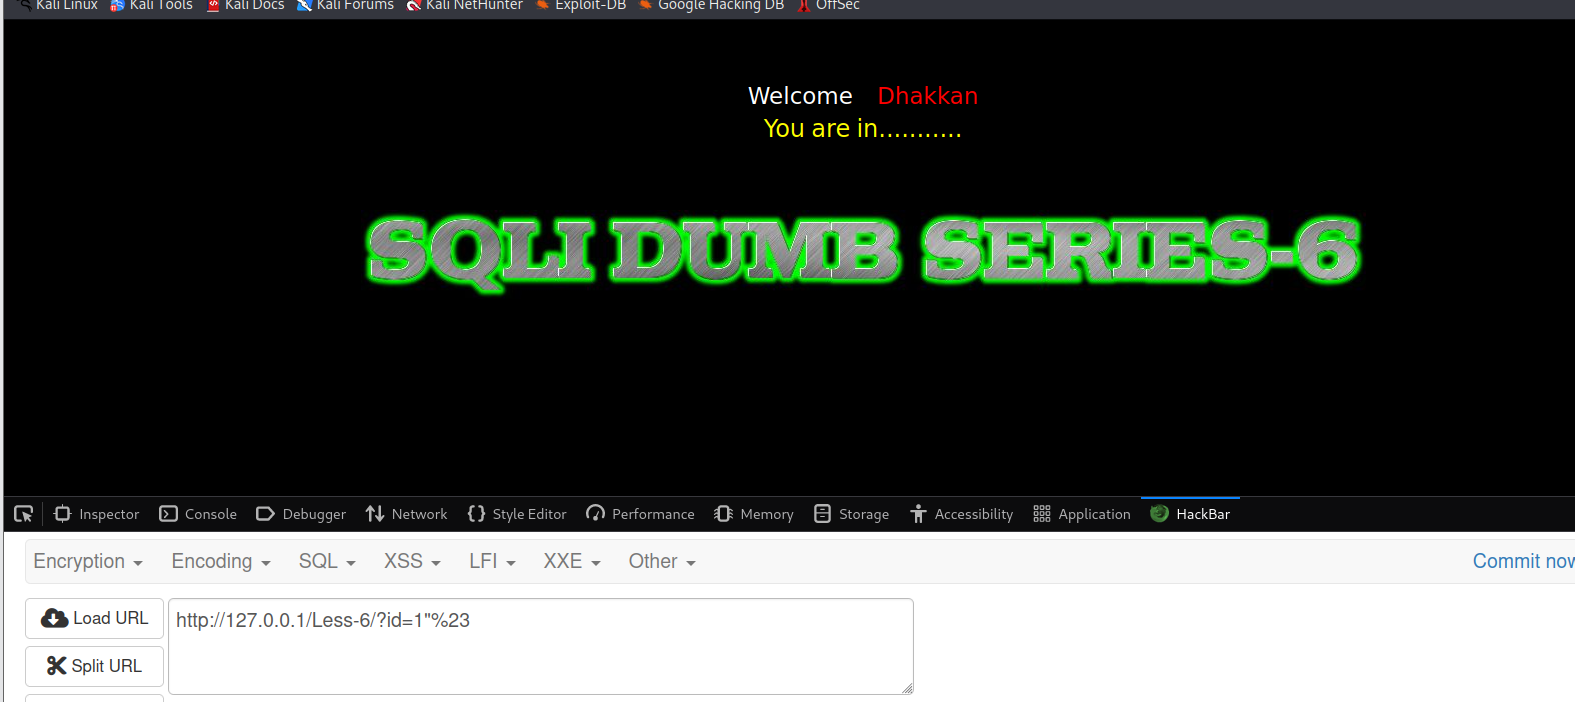 Kali Linux Kali Tools Kali Docs Kali Forums Kali NetHunter Exploit-DB Google Hacking DB OffSec
Welcome Dhakkan
You are in...........
SQLI DUMB SERIES-6
Inspector Console Debugger Network Style Editor Performance Memory Storage Accessibility Application HackBar
Encryption Encoding SQL XSS LFI XXE Other Commit now
Load URL http://127.0.0.1/Less-6/?id=1"%23
Split URL